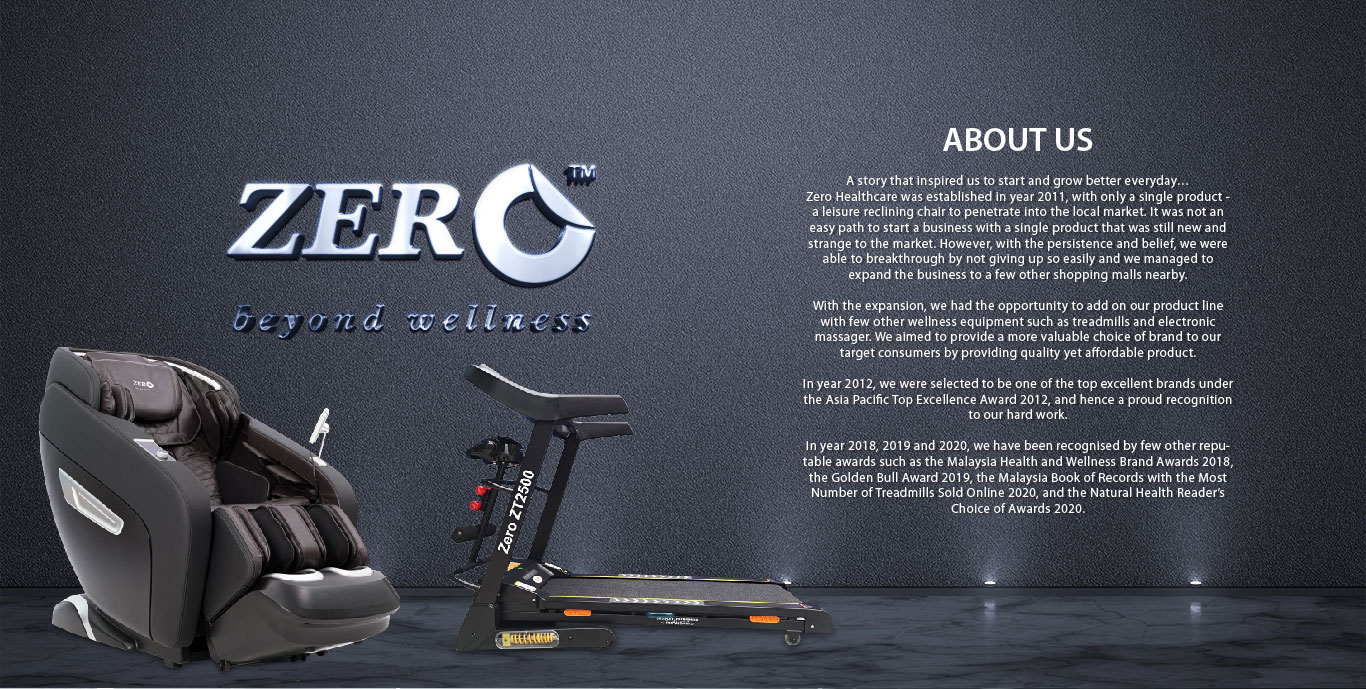 ZERO™
beyond wellness
ZERO
Zero ZT2500
ABOUT US
A story that inspired us to start and grow better everyday…
Zero Healthcare was established in year 2011, with only a single product -
a leisure reclining chair to penetrate into the local market. It was not an
easy path to start a business with a single product that was still new and
strange to the market. However, with the persistence and belief, we were
able to breakthrough by not giving up so easily and we managed to
expand the business to a few other shopping malls nearby.
With the expansion, we had the opportunity to add on our product line
with few other wellness equipment such as treadmills and electronic
massager. We aimed to provide a more valuable choice of brand to our
target consumers by providing quality yet affordable product.
In year 2012, we were selected to be one of the top excellent brands under
the Asia Pacific Top Excellence Award 2012, and hence a proud recognition
to our hard work.
In year 2018, 2019 and 2020, we have been recognised by few other repu-
table awards such as the Malaysia Health and Wellness Brand Awards 2018,
the Golden Bull Award 2019, the Malaysia Book of Records with the Most
Number of Treadmills Sold Online 2020, and the Natural Health Reader's
Choice of Awards 2020.